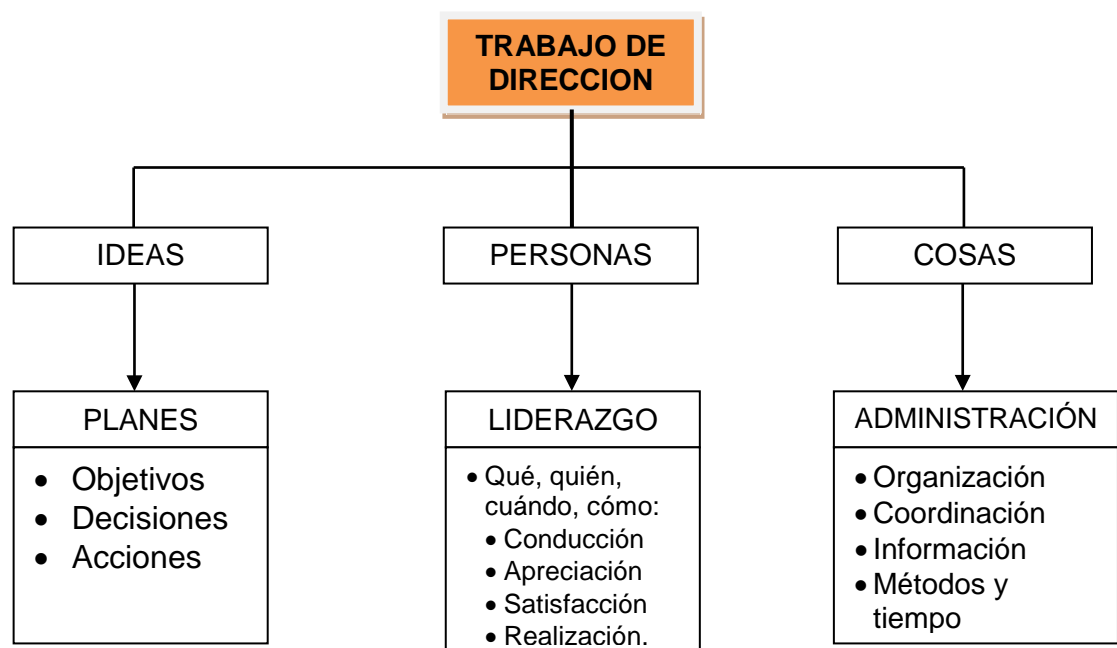 TRABAJO DE
DIRECCION
IDEAS
PERSONAS
COSAS
PLANES
• Objetivos
• Decisiones
• Acciones
LIDERAZGO
• Qué, quién,
cuándo, cómo:
• Conducción
• Apreciación
• Satisfacción
• Realización.
ADMINISTRACIÓN
• Organización
• Coordinación
• Información
• Métodos y
tiempo